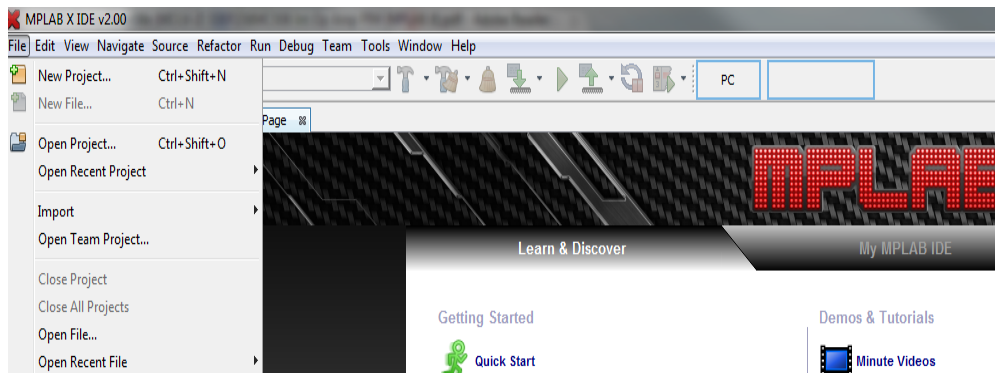 MPLAB X IDE v2.00
File Edit View Navigate Source Refactor Run Debug Team Tools Window Help
New Project... Ctrl+Shift+N
PC
New File... Ctrl+N
Page
Open Project... Ctrl+Shift+O
Open Recent Project
MPLAB
Import
Open Team Project...
Learn & Discover
My MPLAB IDE
Close Project
Close All Projects
Getting Started
Demos & Tutorials
Open File...
Open Recent File
Quick Start
Minute Videos